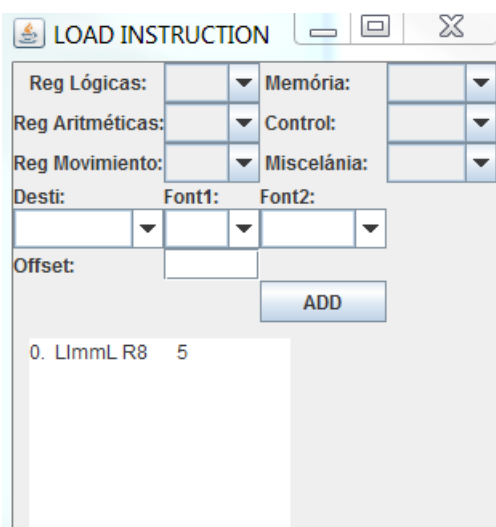 LOAD INSTRUCTION
Reg Lógicas: Memória:
Reg Aritméticas: Control:
Reg Movimiento: Miscelánia:
Desti: Font1: Font2:
Offset:
ADD
0. LImmL R8 5